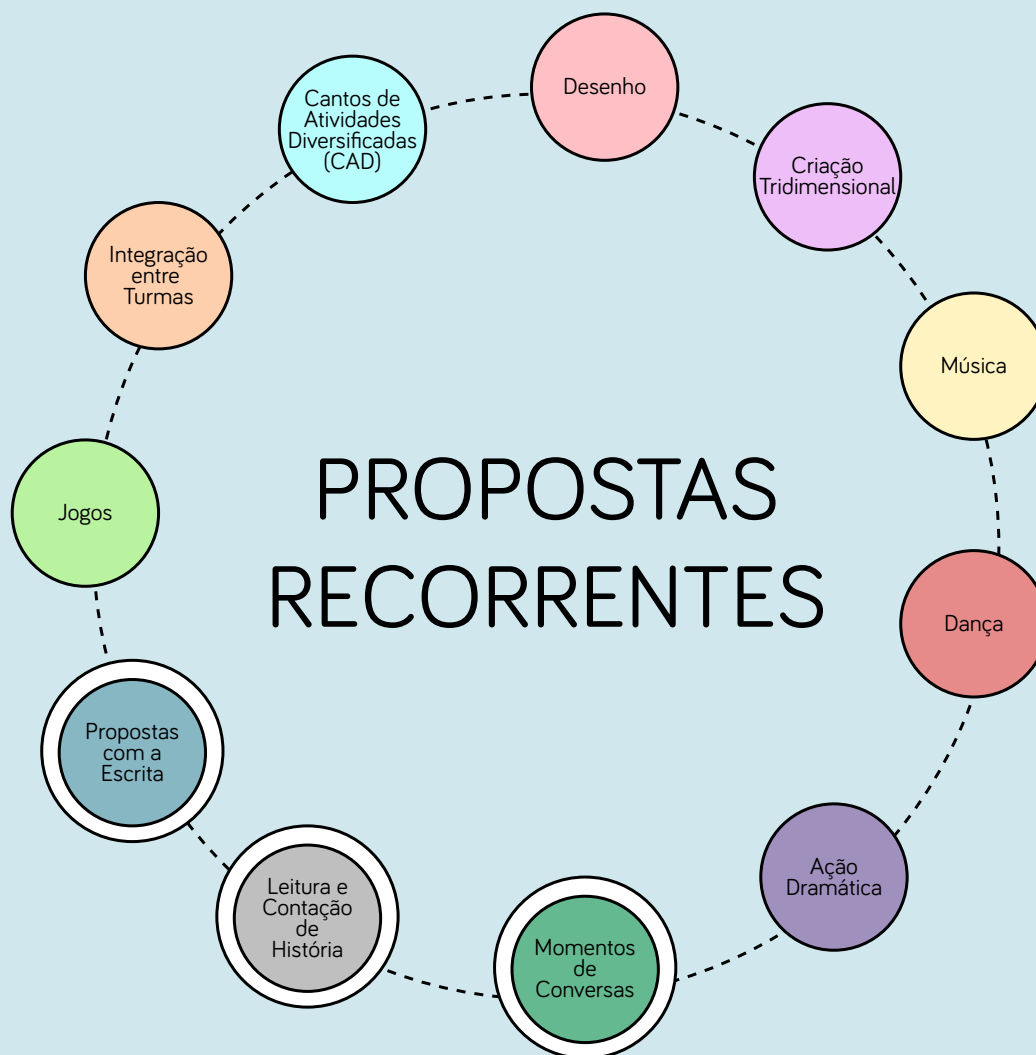 Desenho
Cantos de
Atividades
Diversificadas
(CAD)
Criação
Tridimensional
Integração
entre
Turmas
Música
PROPOSTAS
RECORRENTES
Jogos
Dança
Propostas
com a
Escrita
Ação
Dramática
Leitura e
Contação
de
História
Momentos
de
Conversas